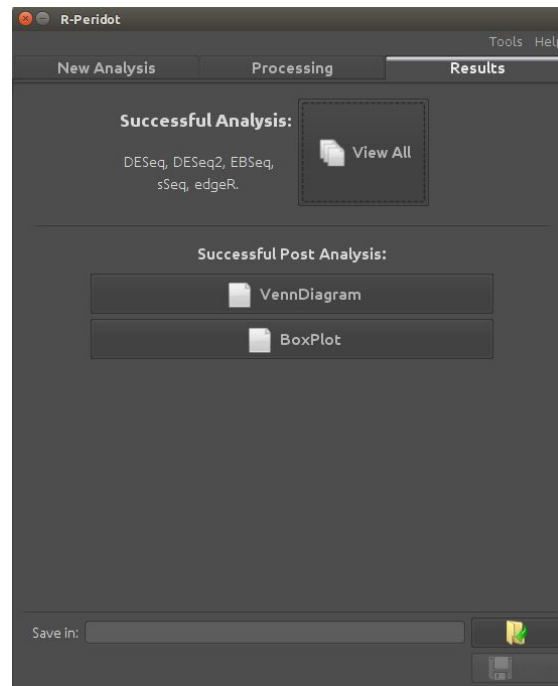 R-Peridot
Tools Help
New Analysis Processing Results
Successful Analysis:
DESeq, DESeq2, EBSeq,
sSeq, edgeR.
View All
Successful Post Analysis:
VennDiagram
BoxPlot
Save in: